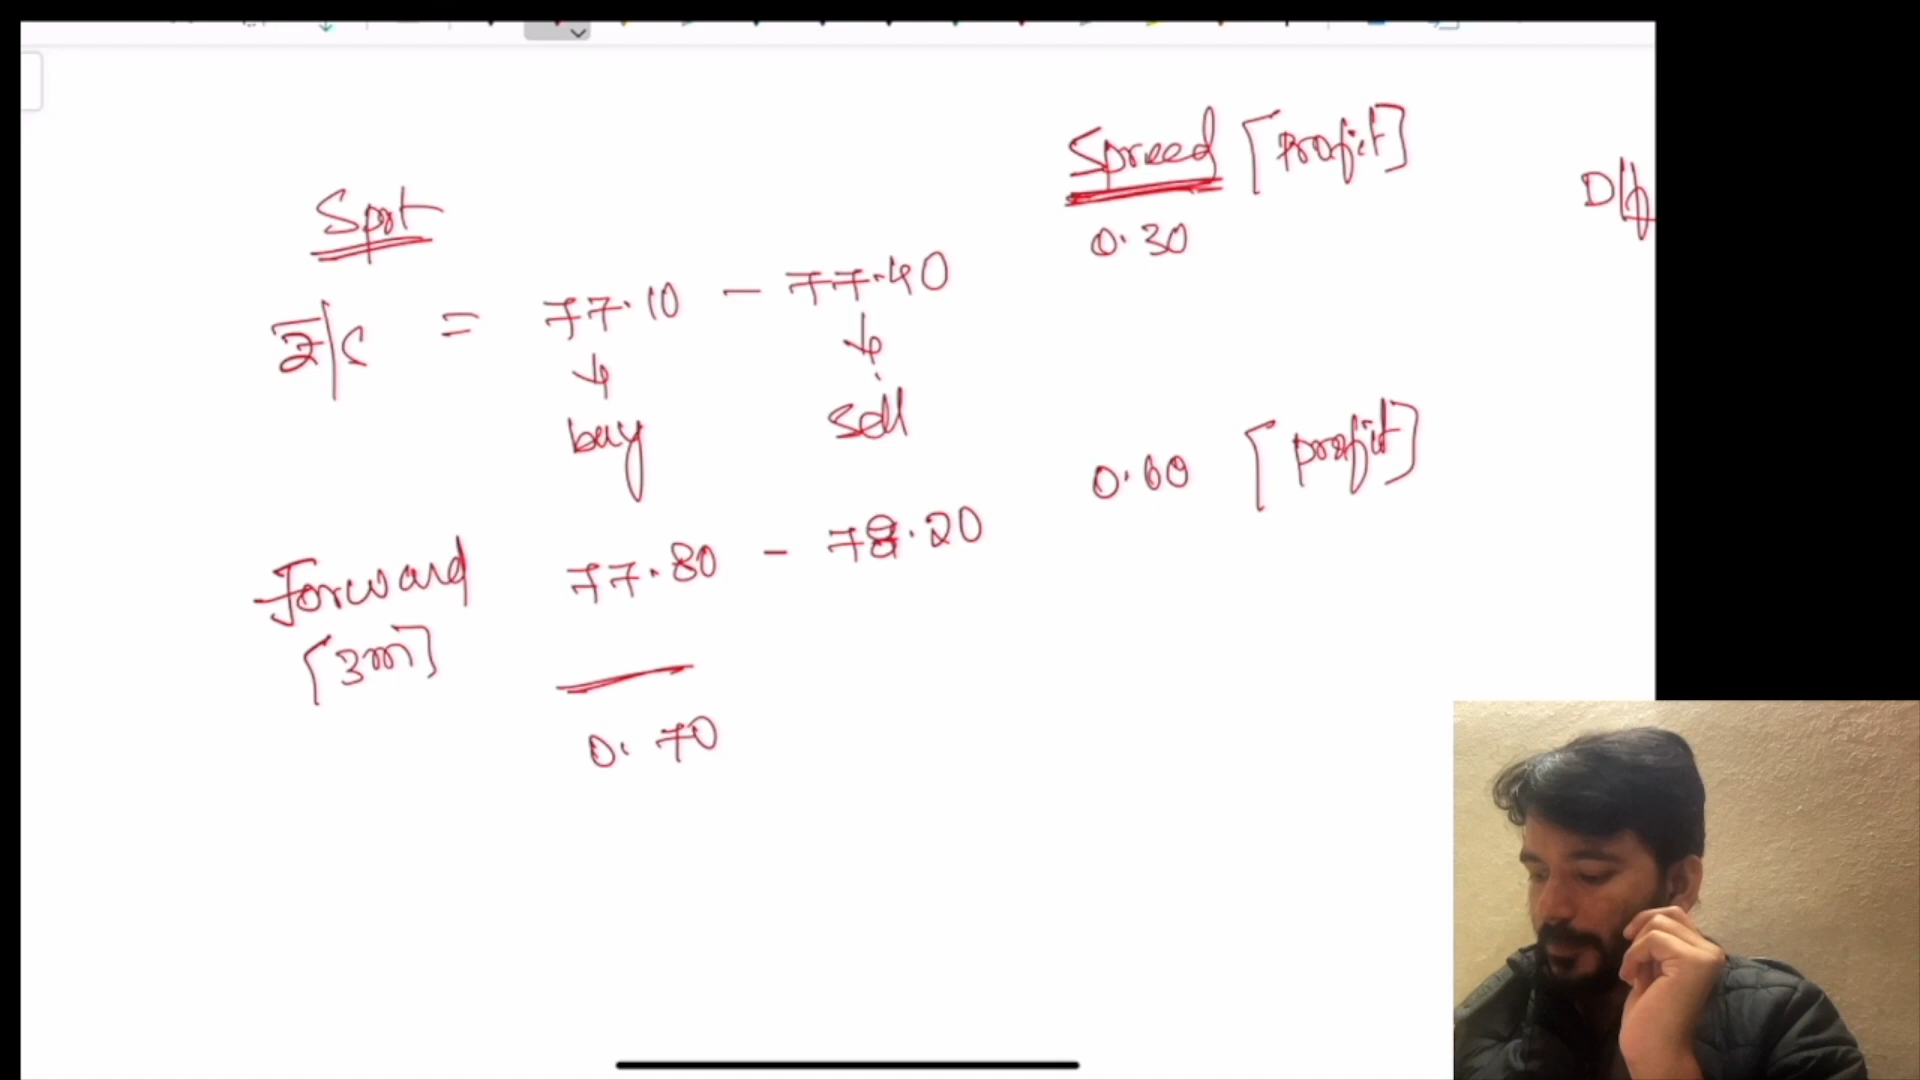 Spreed [Profit]
D/p
Spot
0.30
₹/$ = 77.10 - 77.40
buy
sell
0.60 [profit]
Forward 77.80 - 78.20
[3m]
0.70